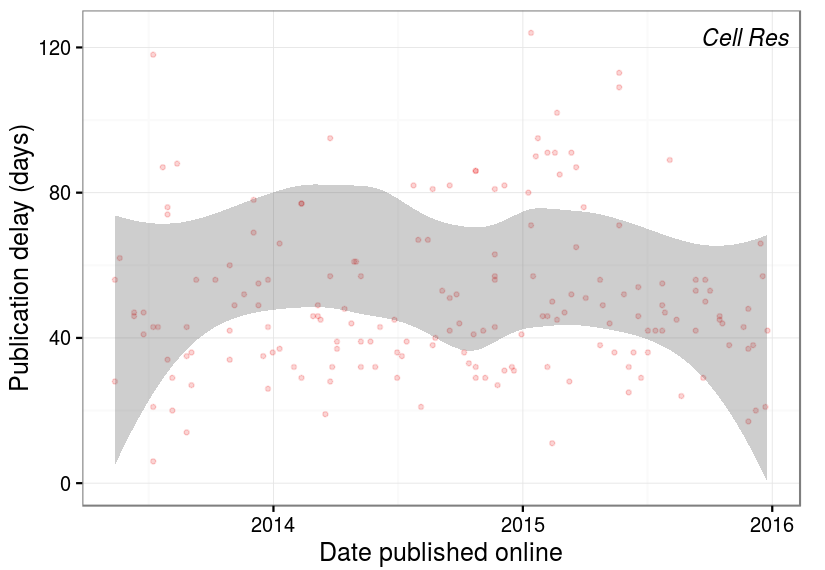 Cell Res
Publication delay (days)
120
80
40
0
2014
2015
2016
Date published online